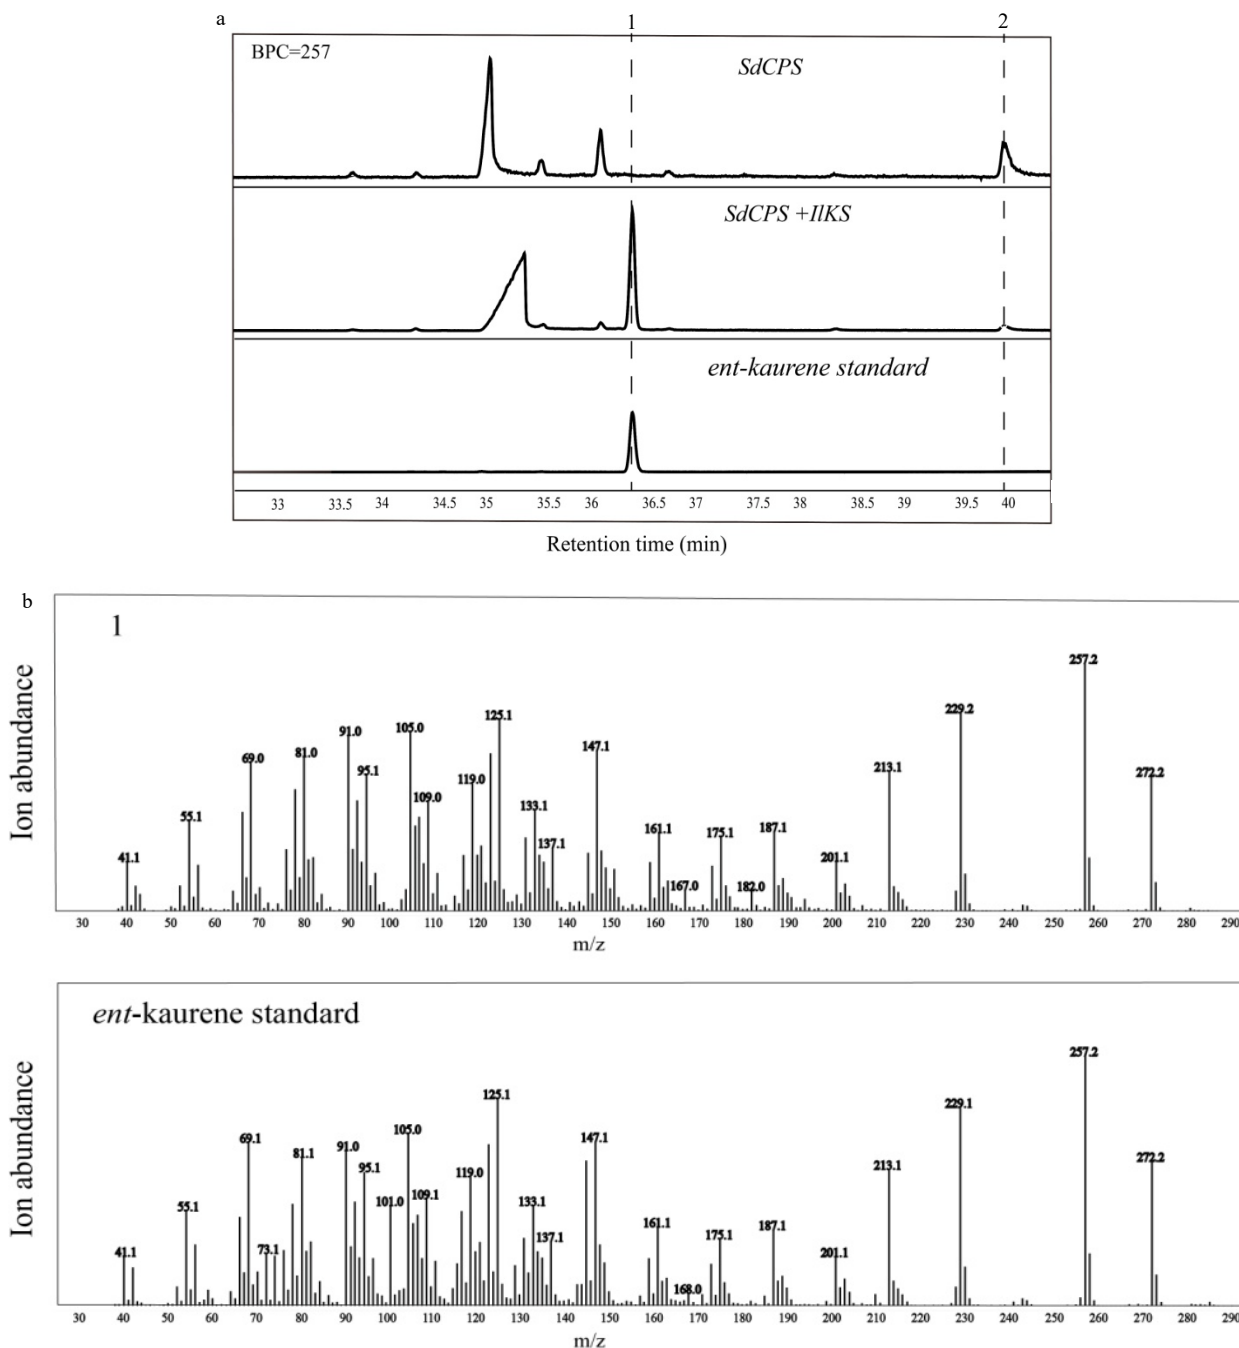 a
1 2
BPC=257
SdCPS
SdCPS +IlKS
ent-kaurene standard
33 33.5 34 34.5 35 35.5 36 36.5 37 37.5 38 38.5 39 39.5 40
Retention time (min)
b
1
Ion abundance
41.1 55.1 69.0 81.0 91.0 95.1 105.0 109.0 119.0 125.1 133.1 137.1 147.1 161.1 167.0 175.1 182.0 187.1 201.1 213.1 229.2 257.2 272.2
30 40 50 60 70 80 90 100 110 120 130 140 150 160 170 180 190 200 210 220 230 240 250 260 270 280 290
m/z
ent-kaurene standard
Ion abundance
41.1 55.1 69.1 73.1 81.1 91.0 95.1 101.0 105.0 109.1 119.0 125.1 133.1 137.1 147.1 161.1 168.0 175.1 187.1 201.1 213.1 229.1 257.2 272.2
30 40 50 60 70 80 90 100 110 120 130 140 150 160 170 180 190 200 210 220 230 240 250 260 270 280 290
m/z